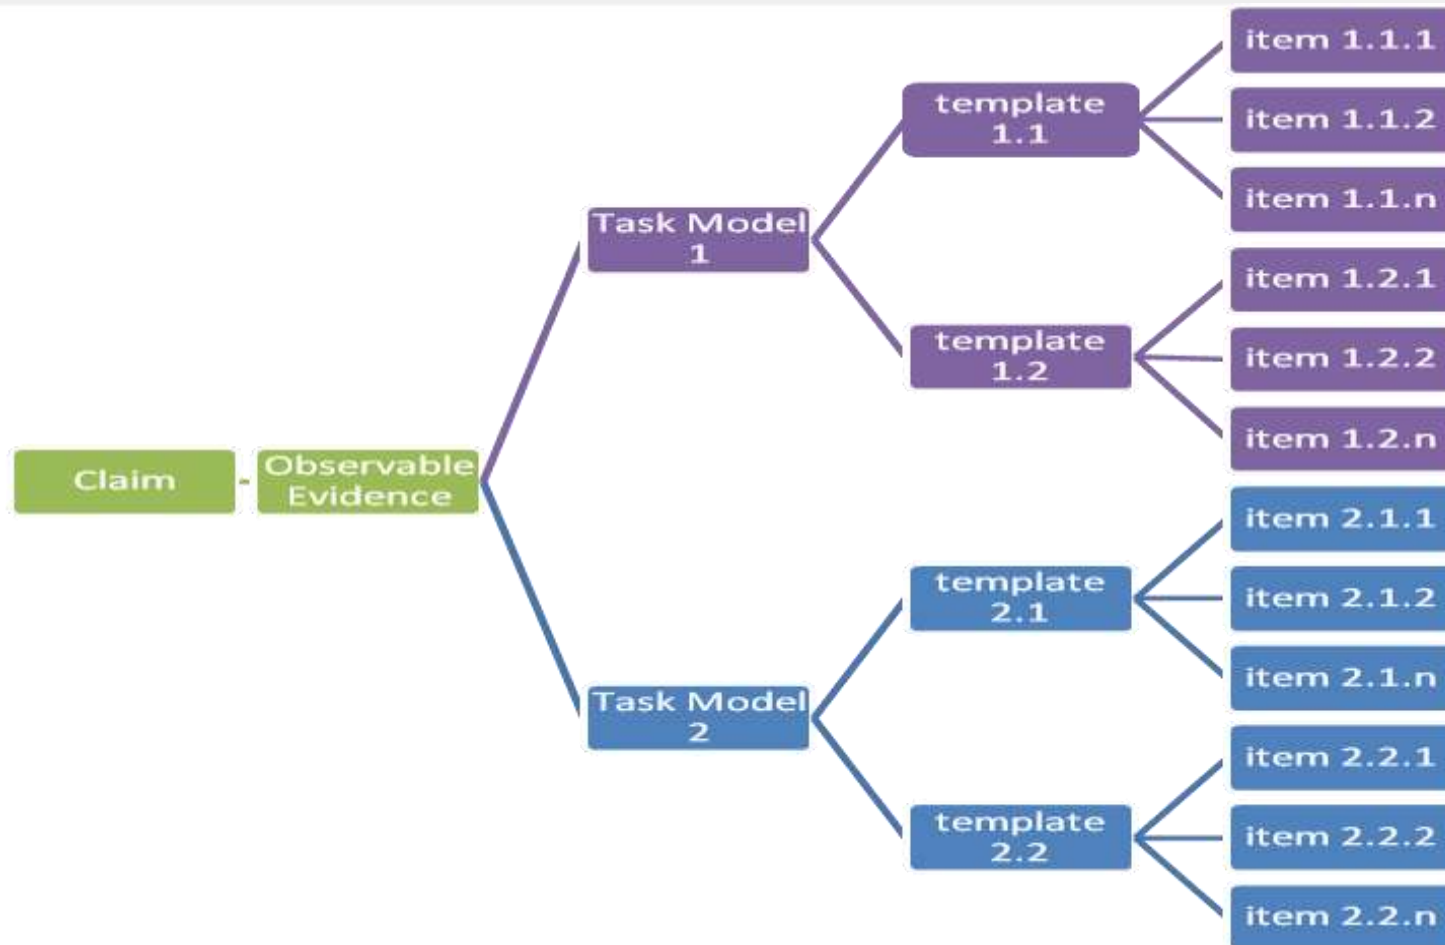 Claim
Observable
Evidence
Task Model
1
template
1.1
item 1.1.1
item 1.1.2
item 1.1.n
template
1.2
item 1.2.1
item 1.2.2
item 1.2.n
Task Model
2
template
2.1
item 2.1.1
item 2.1.2
item 2.1.n
template
2.2
item 2.2.1
item 2.2.2
item 2.2.n